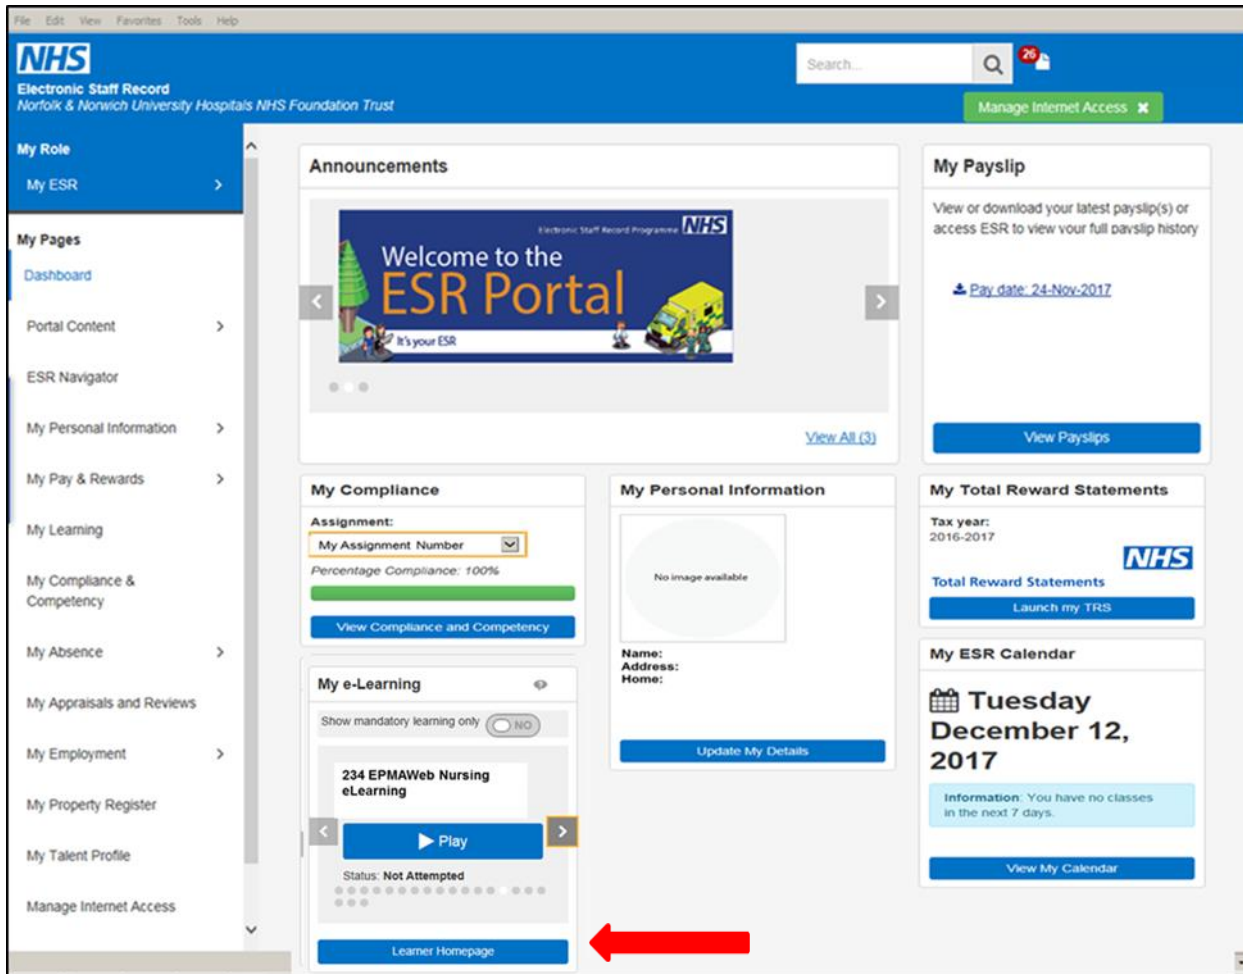 File Edit View Favorites Tools Help
NHS
Electronic Staff Record
Norfolk & Norwich University Hospitals NHS Foundation Trust
Search...
26
Manage Internet Access ✖
My Role
My ESR
My Pages
Dashboard
Portal Content
ESR Navigator
My Personal Information
My Pay & Rewards
My Learning
My Compliance &
Competency
My Absence
My Appraisals and Reviews
My Employment
My Property Register
My Talent Profile
Manage Internet Access
Announcements
Electronic Staff Record Programme NHS
Welcome to the
ESR Portal
It's your ESR
View All (3)
My Payslip
View or download your latest payslip(s) or
access ESR to view your full payslip history
Pay date: 24-Nov-2017
View Payslips
My Compliance
Assignment:
My Assignment Number
Percentage Compliance: 100%
View Compliance and Competency
My e-Learning
Show mandatory learning only NO
234 EPMAWeb Nursing
eLearning
Play
Status: Not Attempted
Learner Homepage
My Personal Information
No image available
Name:
Address:
Home:
Update My Details
My Total Reward Statements
Tax year:
2016-2017
NHS
Total Reward Statements
Launch my TRS
My ESR Calendar
Tuesday
December 12,
2017
Information: You have no classes
in the next 7 days.
View My Calendar